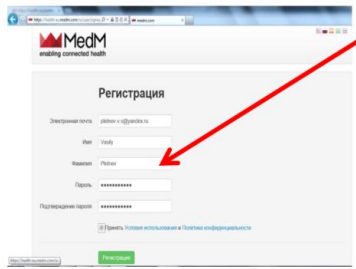 MedM
enabling connected health
Регистрация
Электронная почта
Имя
Vasily
Фамилия
Пароль
Подтверждение пароля
Принять Условия использования и Политика конфиденциальности
Регистрация